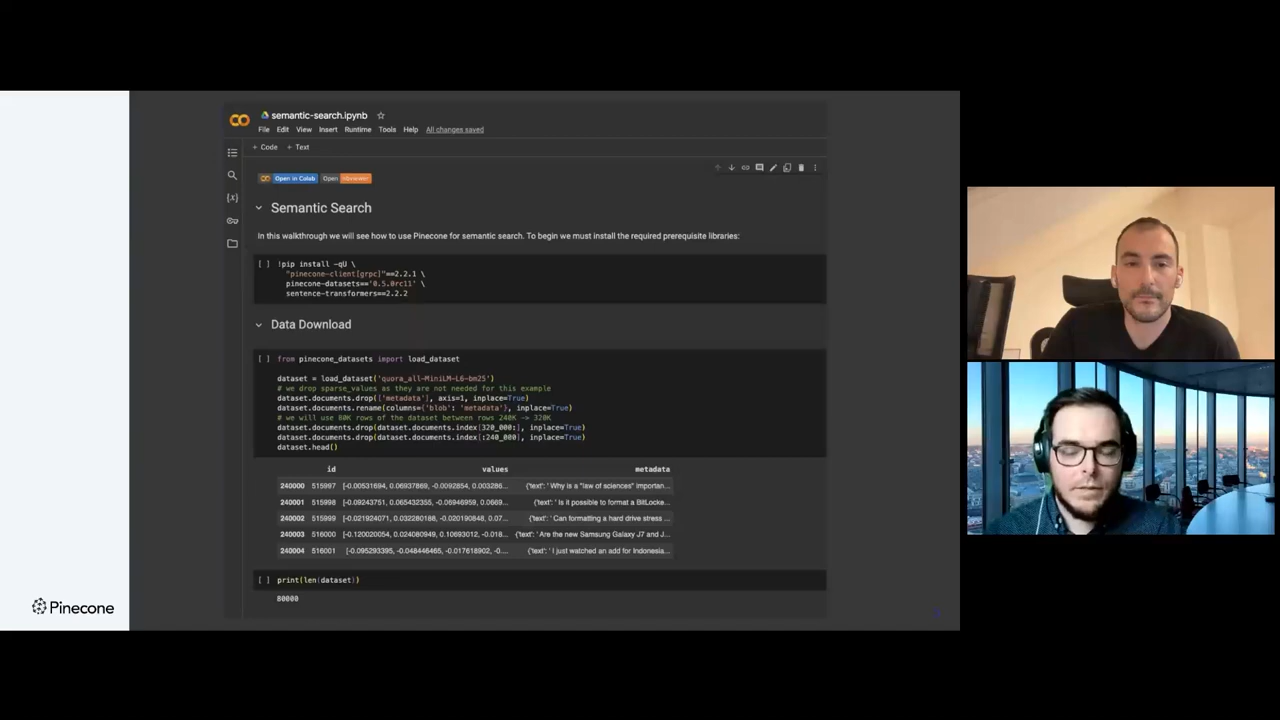 semantic-search.ipynb
File Edit View Insert Runtime Tools Help All changes saved
+ Code + Text
Open in Colab Open nbviewer
Semantic Search
In this walkthrough we will see how to use Pinecone for semantic search. To begin we must install the required prerequisite libraries:
[ ] !pip install -qU \
"pinecone-client[grpc]"==2.2.1 \
pinecone-datasets=='0.5.0rc11' \
sentence-transformers==2.2.2
Data Download
[ ] from pinecone_datasets import load_dataset
dataset = load_dataset('quora_all-MiniLM-L6-bm25')
# we drop sparse_values as they are not needed for this example
dataset.documents.drop(['metadata'], axis=1, inplace=True)
dataset.documents.rename(columns={'blob': 'metadata'}, inplace=True)
# we will use 80K rows of the dataset between rows 240K -> 320K
dataset.documents.drop(dataset.documents.index[320_000:], inplace=True)
dataset.documents.drop(dataset.documents.index[:240_000], inplace=True)
dataset.head()
id values metadata
240000 515997 [-0.00531694, 0.06937869, -0.0092854, 0.003286... {'text': ' Why is a "law of sciences" importan...
240001 515998 [-0.09243751, 0.065432355, -0.06946959, 0.0669... {'text': ' Is it possible to format a BitLocke...
240002 515999 [-0.021924071, 0.032280188, -0.020190848, 0.07... {'text': ' Can formatting a hard drive stress ...
240003 516000 [-0.120020054, 0.024080949, 0.10693012, -0.018... {'text': ' Are the new Samsung Galaxy J7 and J...
240004 516001 [-0.095293395, -0.048446465, -0.017618902, -0.... {'text': ' I just watched an add for Indonesia...
[ ] print(len(dataset))
80000
Pinecone